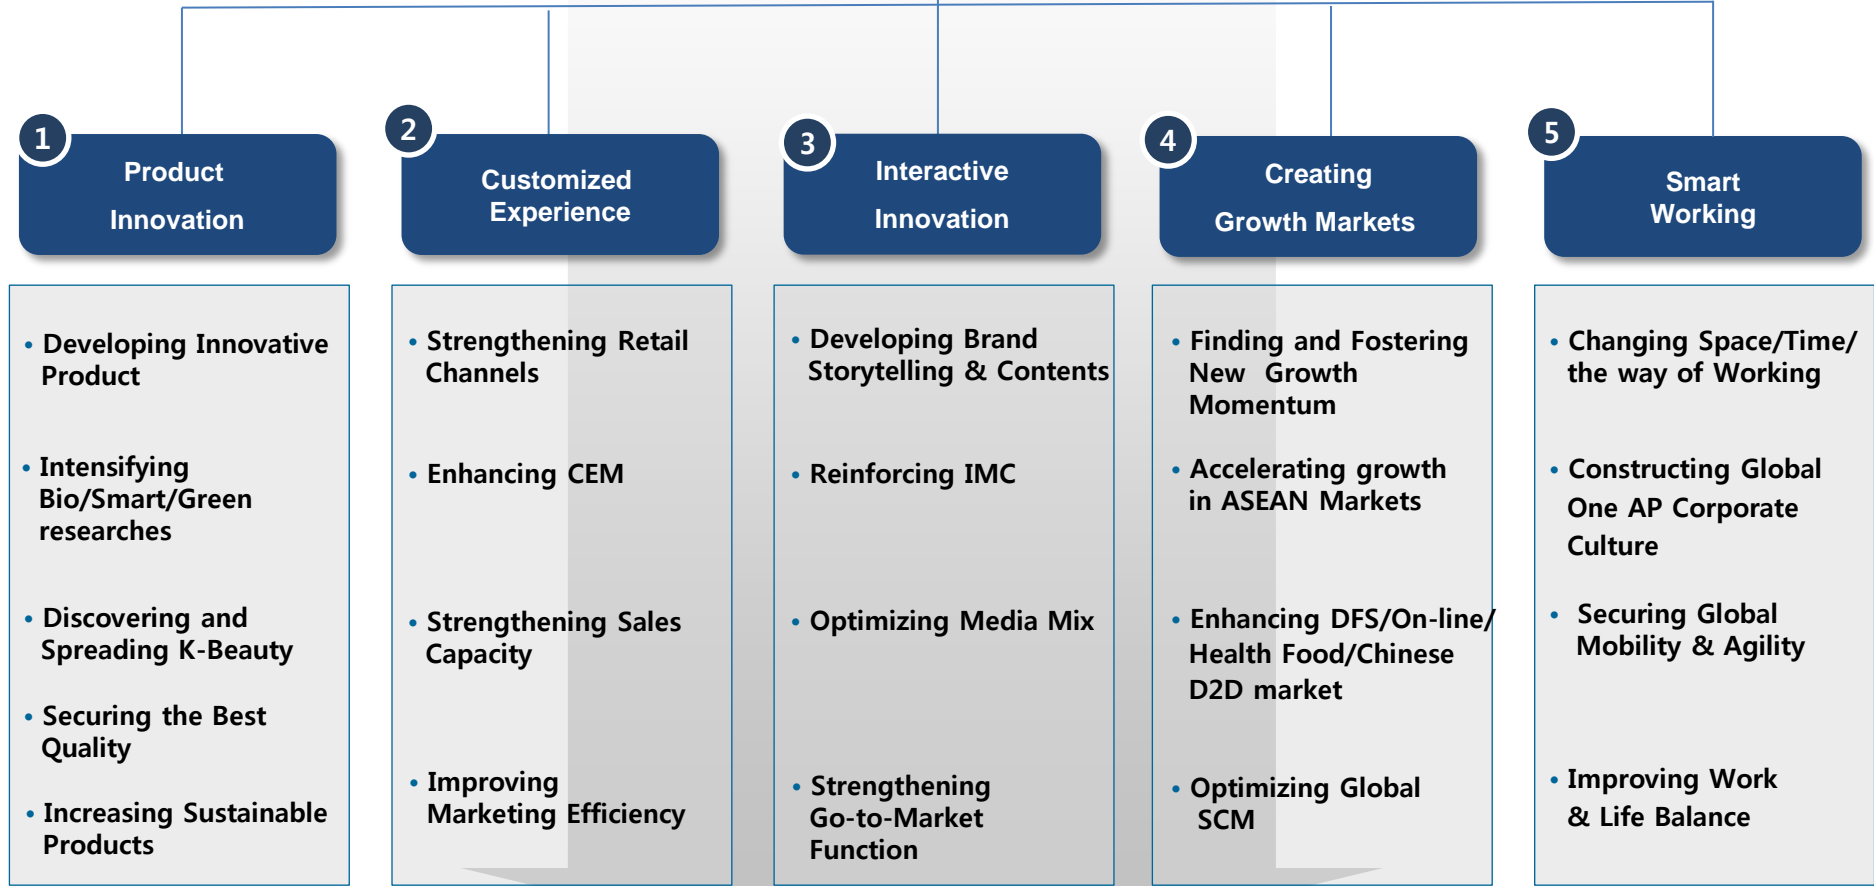 1
Product
Innovation
• Developing Innovative
Product
• Intensifying
Bio/Smart/Green
researches
• Discovering and
Spreading K-Beauty
• Securing the Best
Quality
• Increasing Sustainable
Products
2
Customized
Experience
• Strengthening Retail
Channels
• Enhancing CEM
• Strengthening Sales
Capacity
• Improving
Marketing Efficiency
3
Interactive
Innovation
• Developing Brand
Storytelling & Contents
• Reinforcing IMC
• Optimizing Media Mix
• Strengthening
Go-to-Market
Function
4
Creating
Growth Markets
• Finding and Fostering
New Growth
Momentum
• Accelerating growth
in ASEAN Markets
• Enhancing DFS/On-line/
Health Food/Chinese
D2D market
• Optimizing Global
SCM
5
Smart
Working
• Changing Space/Time/
the way of Working
• Constructing Global
One AP Corporate
Culture
• Securing Global
Mobility & Agility
• Improving Work
& Life Balance